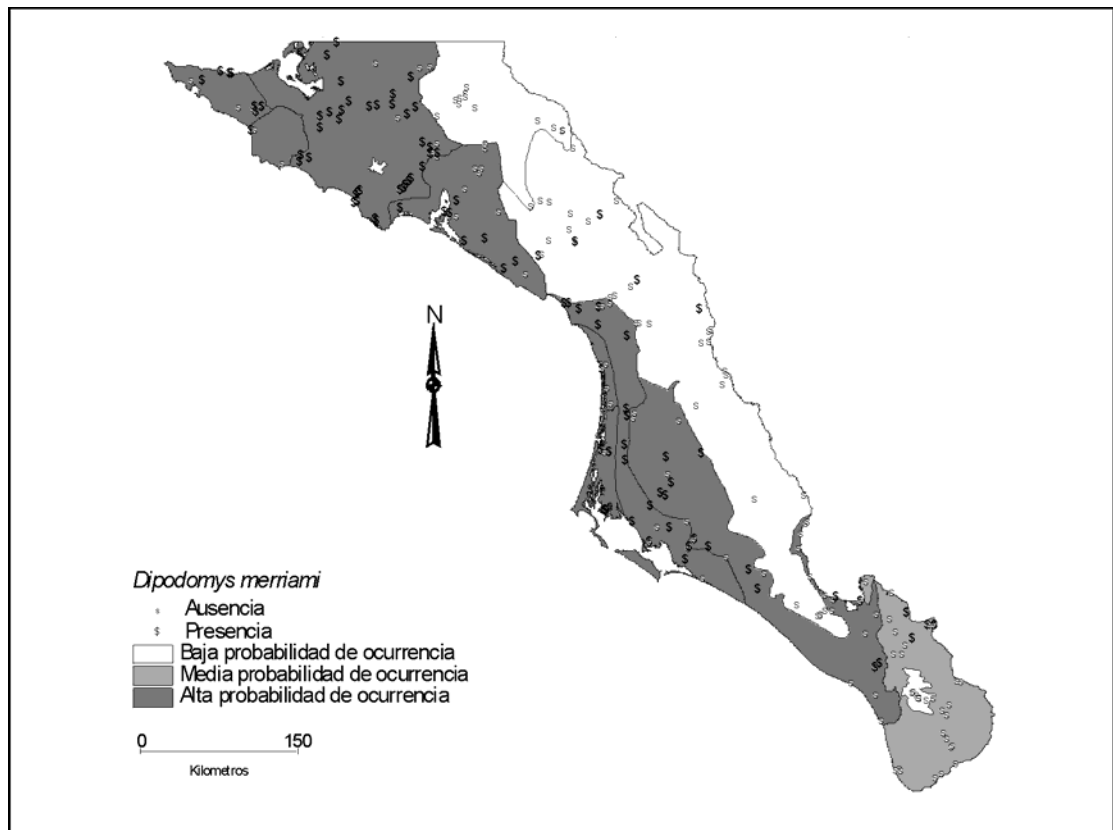 N
Dipodomys merriami
s Ausencia
$ Presencia
Baja probabilidad de ocurrencia
Media probabilidad de ocurrencia
Alta probabilidad de ocurrencia
0 150
Kilometros